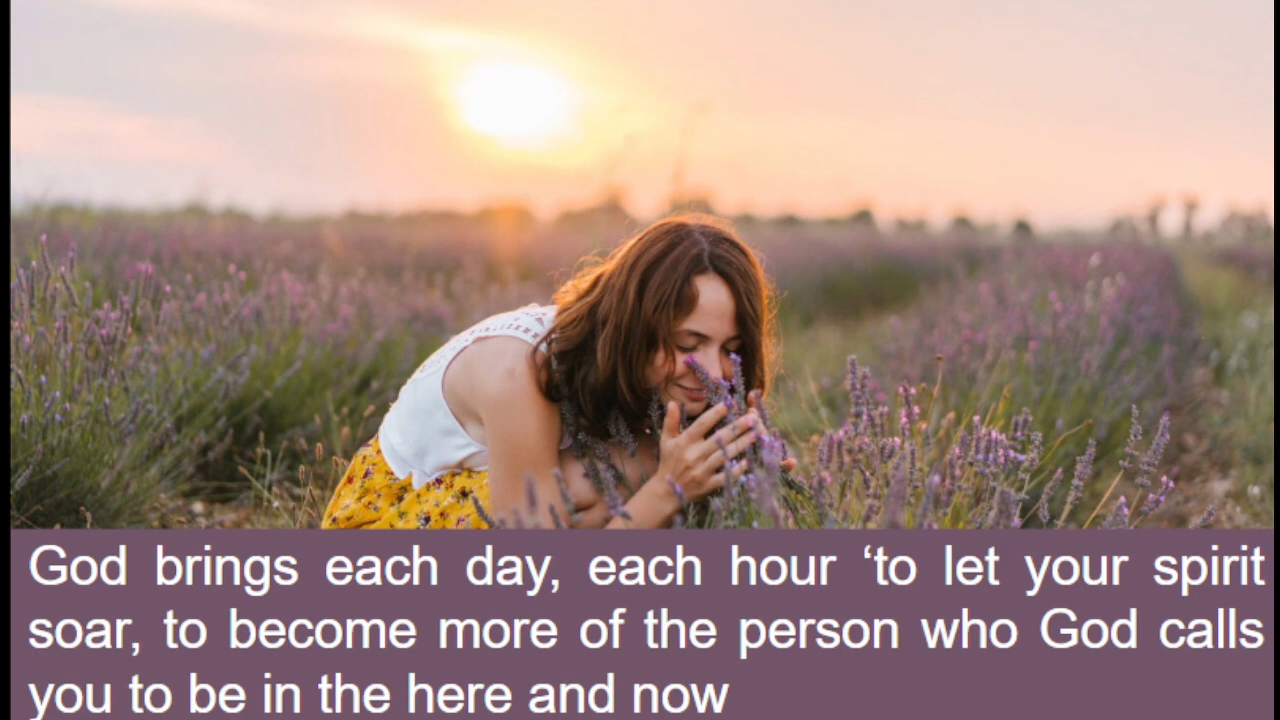 God brings each day, each hour ‘to let your spirit
soar, to become more of the person who God calls
you to be in the here and now